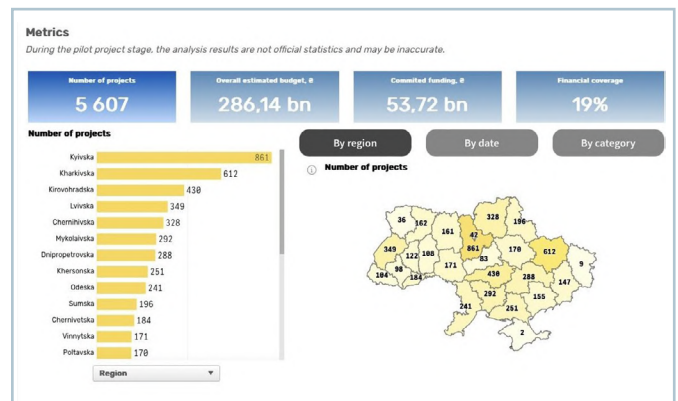 Metrics
During the pilot project stage, the analysis results are not official statistics and may be inaccurate.
Number of projects
5 607
Overall estimated budget, ₴
286,14 bn
Commited funding, ₴
53,72 bn
Financial coverage
19%
Number of projects
Kyivska 861
Kharkivska 612
Kirovohradska 430
Lvivska 349
Chernihivska 328
Mykolaivska 292
Dnipropetrovska 288
Khersonska 251
Odeska 241
Sumska 196
Chernivetska 184
Vinnytska 171
Poltavska 170
Region
By region
By date
By category
Number of projects
36
162
161
328
196
42
861
349
122
108
171
83
170
612
9
104
98
184
430
288
147
292
155
241
251
2